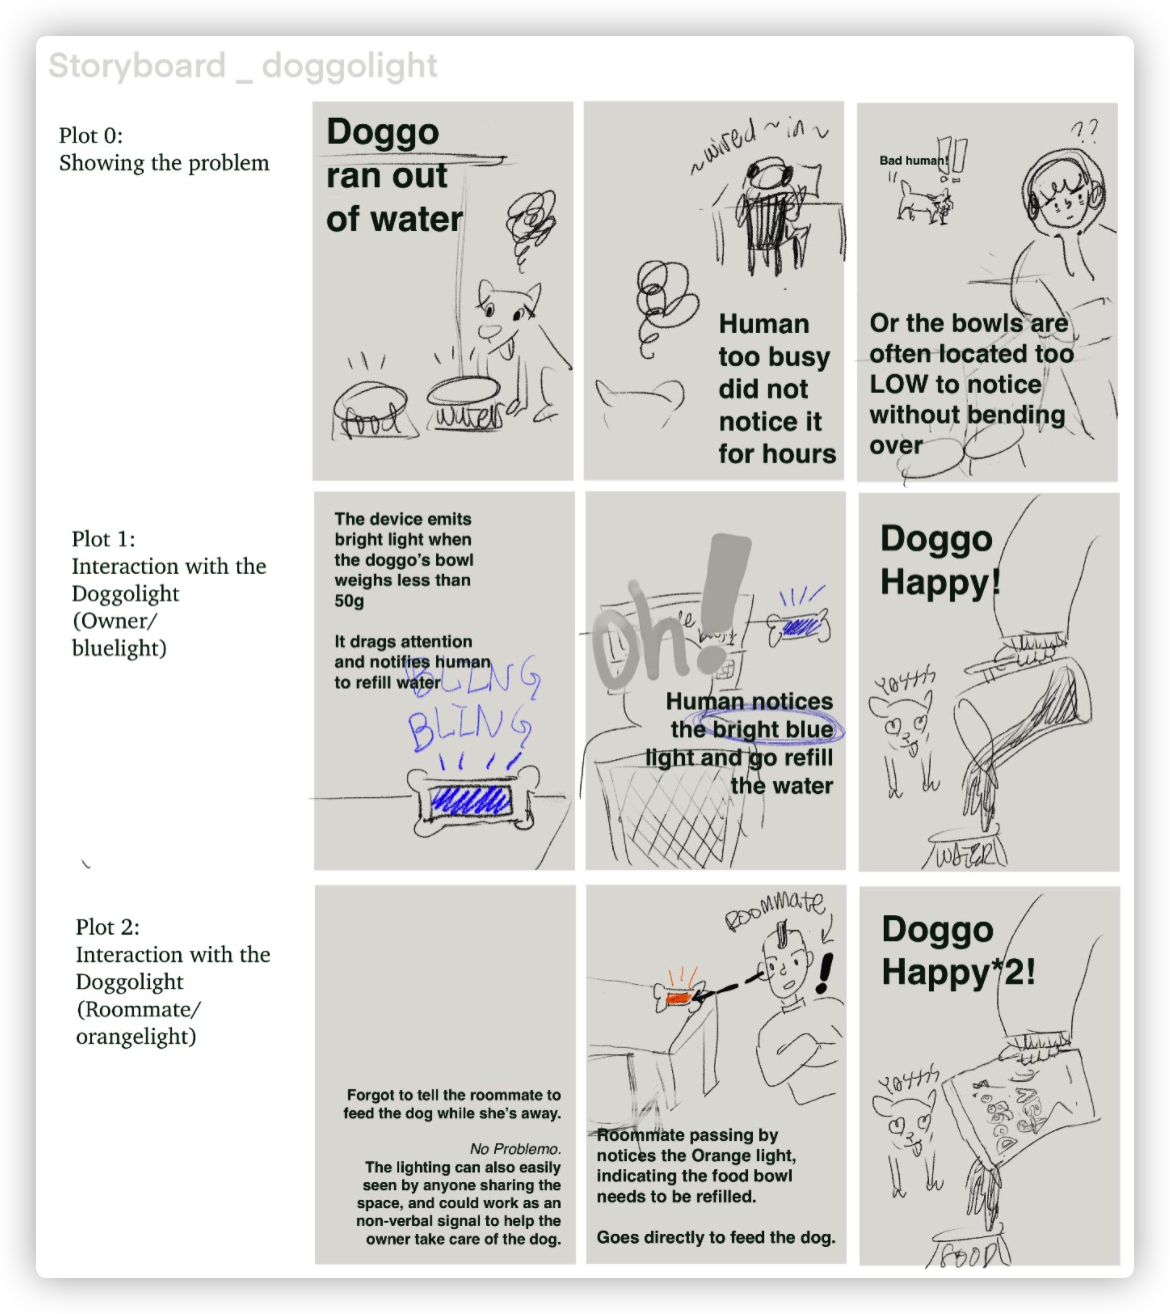 Storyboard _ doggolight
Plot 0:
Showing the problem
Doggo
ran out
of water
food
water
~wired ~in~
Human
too busy
did not
notice it
for hours
??
Bad human!
!!
Or the bowls are
often located too
LOW to notice
without bending
over
Plot 1:
Interaction with the
Doggolight
(Owner/
bluelight)
The device emits
bright light when
the doggo's bowl
weighs less than
50g
It drags attention
and notifies human
to refill water
BLING
BLING
oh!
Human notices
the bright blue
light and go refill
the water
Doggo
Happy!
WATER
Plot 2:
Interaction with the
Doggolight
(Roommate/
orangelight)
Forgot to tell the roommate to
feed the dog while she's away.
No Problemo.
The lighting can also easily
seen by anyone sharing the
space, and could work as an
non-verbal signal to help the
owner take care of the dog.
Roommate
!
Roommate passing by
notices the Orange light,
indicating the food bowl
needs to be refilled.
Goes directly to feed the dog.
Doggo
Happy*2!
FOOD